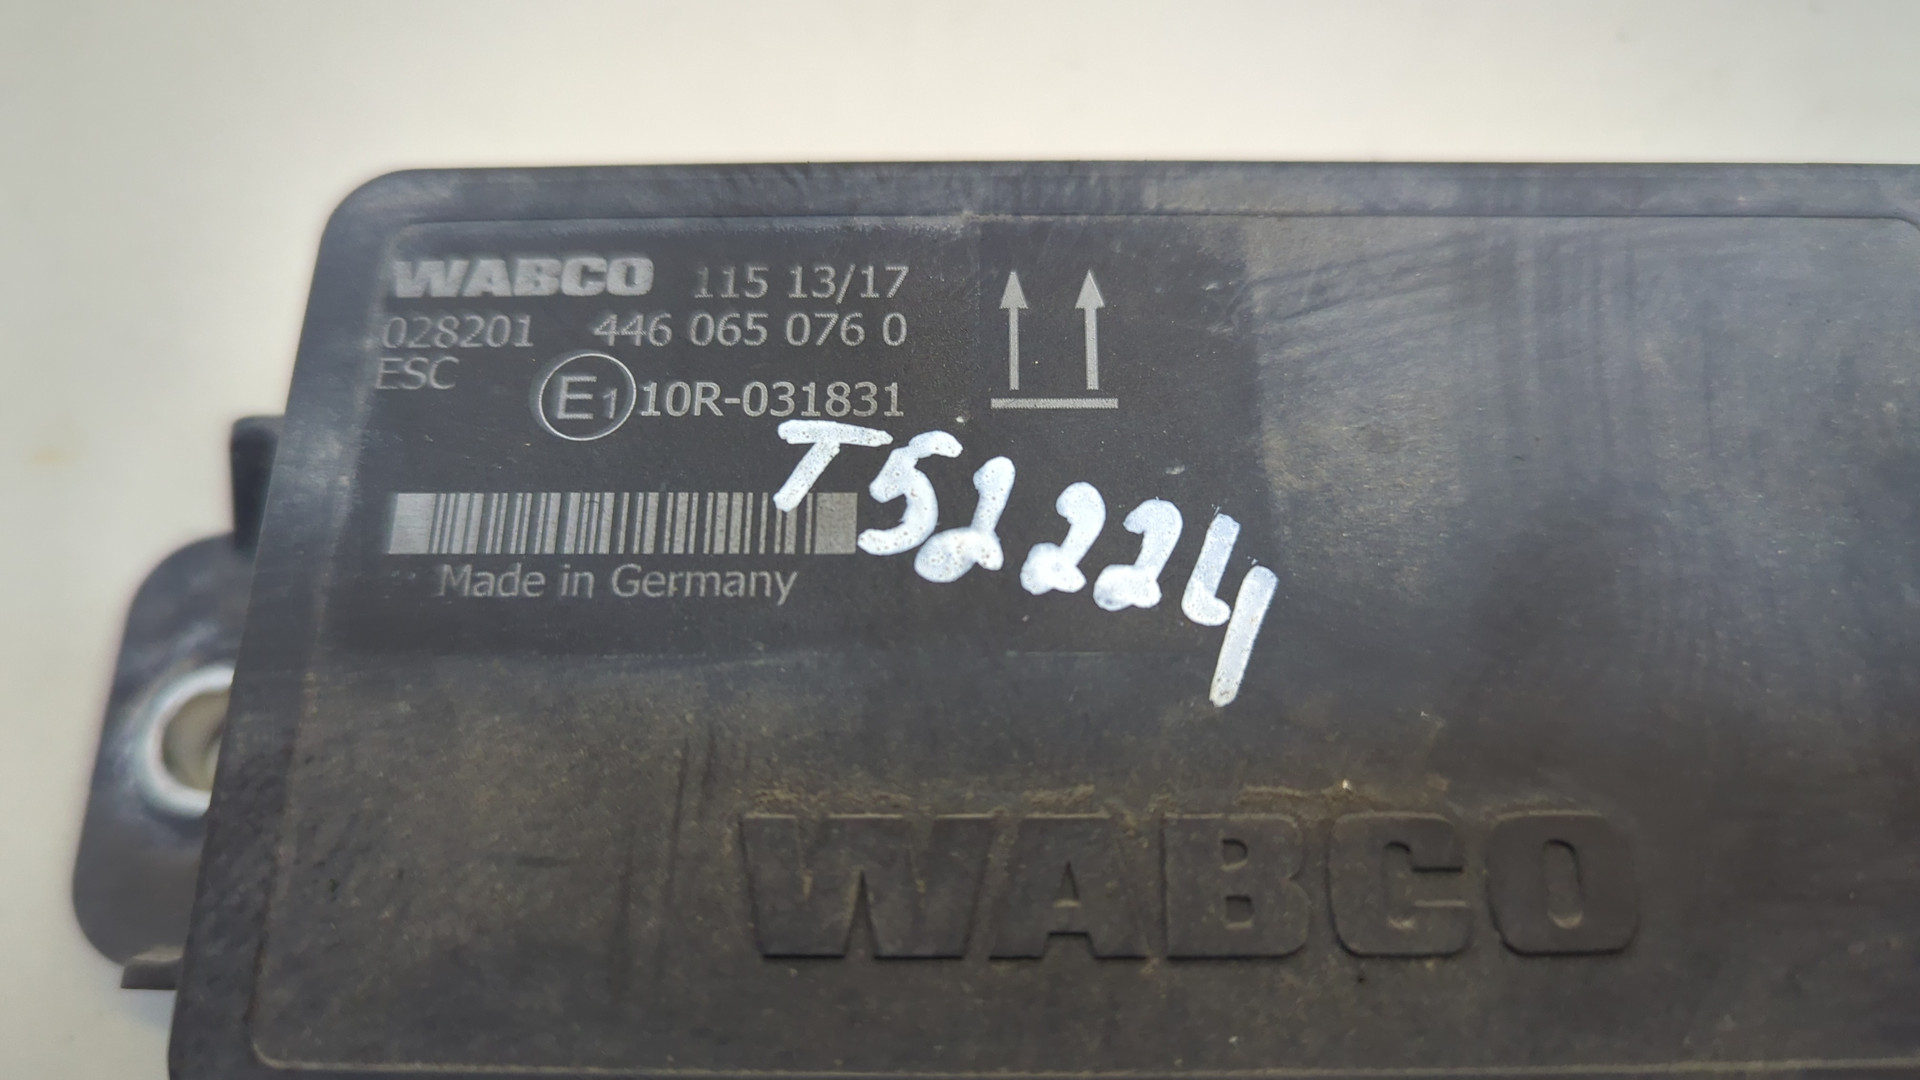 WABCO 115 13/17
028201 446 065 076 0
ESC
E1 10R-031831
T52224
Made in Germany
WABCO